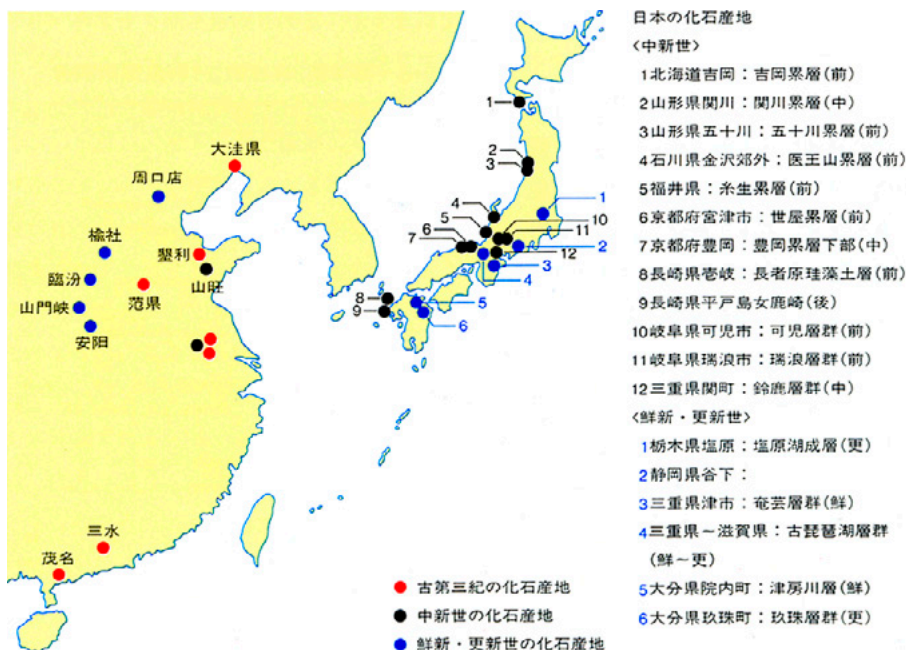 日本の化石産地
〈中新世〉
1北海道吉岡：吉岡累層(前)
2山形県関川：関川累層(中)
3山形県五十川：五十川累層(前)
4石川県金沢郊外：医王山累層(前)
5福井県：糸生累層(前)
6京都府宮津市：世屋累層(前)
7京都府豊岡：豊岡累層下部(中)
8長崎県壱岐：長者原珪藻土層(前)
9長崎県平戸島女鹿崎(後)
10岐阜県可児市：可児層群(前)
11岐阜県瑞浪市：瑞浪層群(前)
12三重県関町：鈴鹿層群(中)
〈鮮新・更新世〉
1栃木県塩原：塩原湖成層(更)
2静岡県谷下：
3三重県津市：奄芸層群(鮮)
4三重県～滋賀県：古琵琶湖層群
(鮮～更)
5大分県院内町：津房川層(鮮)
6大分県玖珠町：玖珠層群(更)
大洼県
周口店
楡社
墾利
臨汾
山旺
范県
山門峡
安阳
三水
茂名
1
2
3
4
5
6
7
8
9
10
11
12
1
2
3
4
5
6
古第三紀の化石産地
中新世の化石産地
鮮新・更新世の化石産地